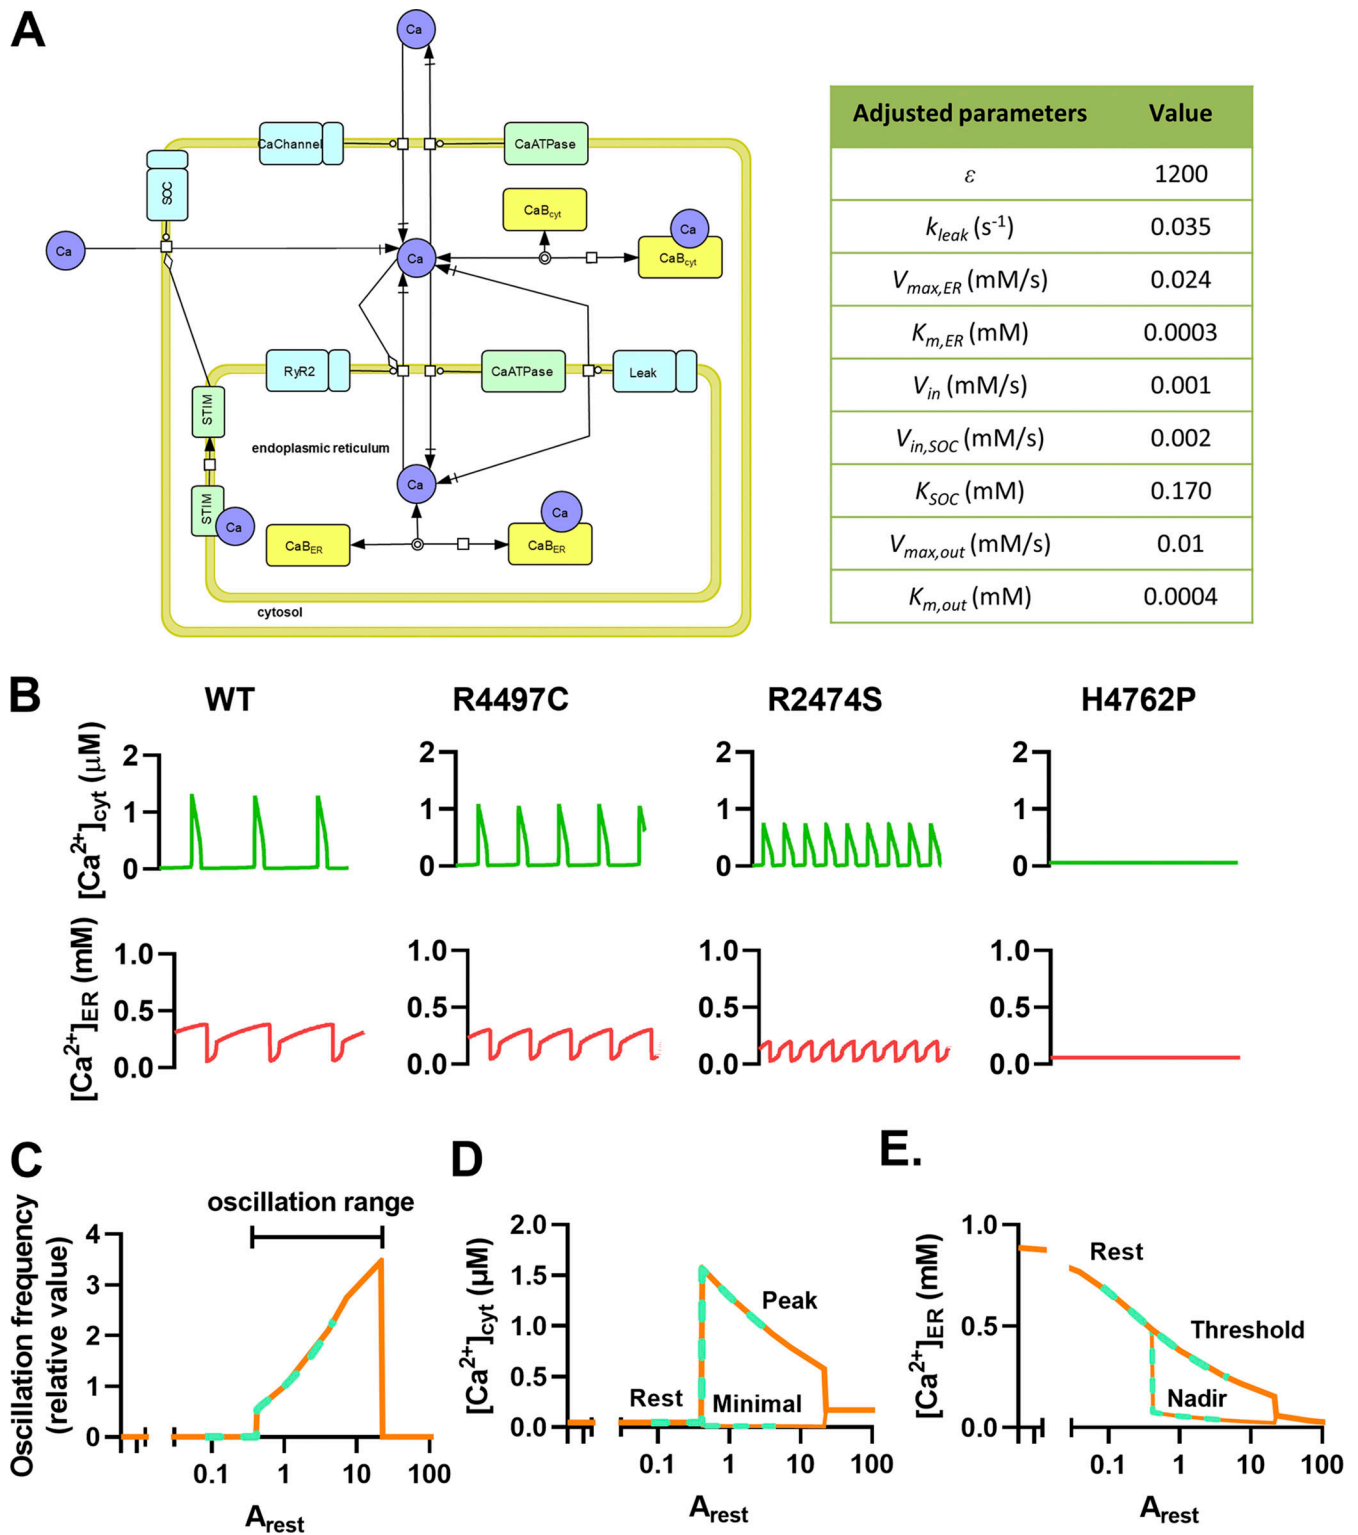 A
Ca
CaChannel
CaATPase
SOC
CaB_cyt
Ca
Ca
Ca
CaB_cyt
RyR2
CaATPase
Leak
STIM
endoplasmic reticulum
Ca
STIM
Ca
Ca
CaB_ER
CaB_ER
cytosol
Adjusted parameters Value
ε 1200
k_leak (s⁻¹) 0.035
V_max,ER (mM/s) 0.024
K_m,ER (mM) 0.0003
V_in (mM/s) 0.001
V_in,SOC (mM/s) 0.002
K_SOC (mM) 0.170
V_max,out (mM/s) 0.01
K_m,out (mM) 0.0004
B
WT R4497C R2474S H4762P
[Ca²⁺]_cyt (μM)
2 2 2 2
1 1 1 1
0 0 0 0
[Ca²⁺]_ER (mM)
1.0 1.0 1.0 1.0
0.5 0.5 0.5 0.5
0.0 0.0 0.0 0.0
C
oscillation range
Oscillation frequency
(relative value)
4
3
2
1
0
0.1 1 10 100
A_rest
D
[Ca²⁺]_cyt (μM)
2.0
1.5
1.0
0.5
0.0
Peak
Rest
Minimal
0.1 1 10 100
A_rest
E.
[Ca²⁺]_ER (mM)
1.0
0.5
0.0
Rest
Threshold
Nadir
0.1 1 10 100
A_rest